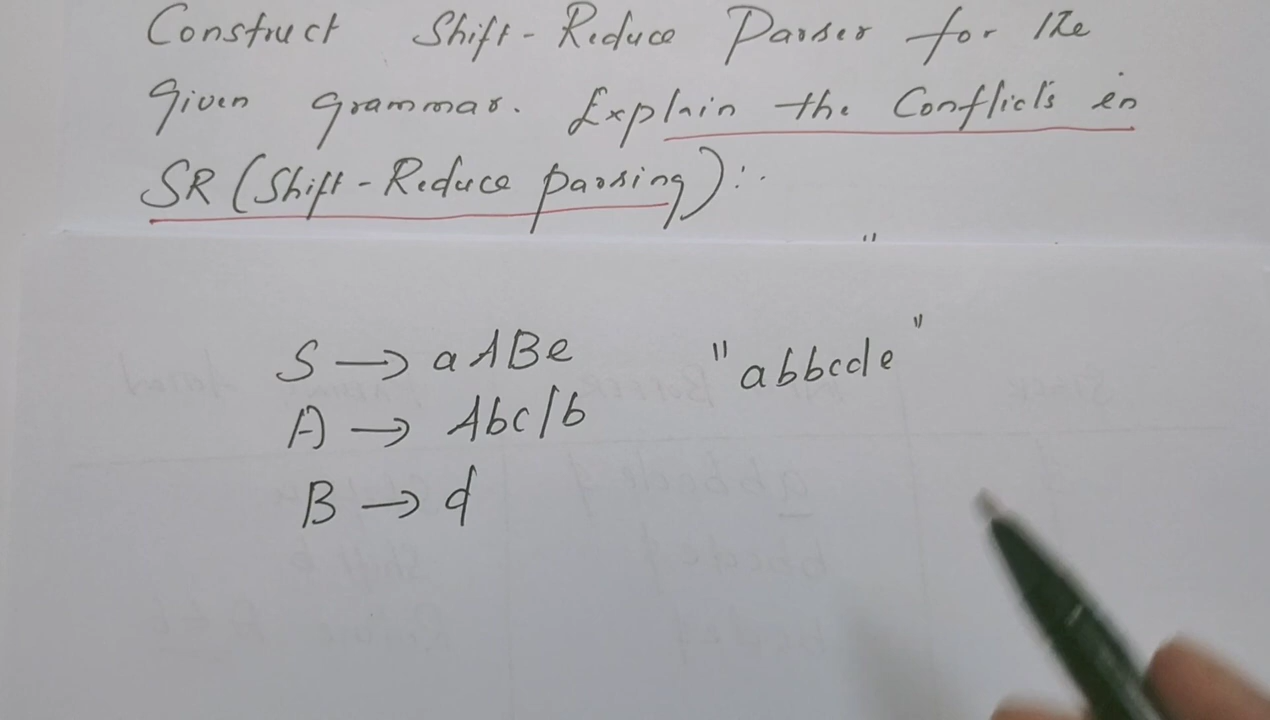 Construct Shift-Reduce Parser for the
given grammar. Explain the Conflicts in
SR (Shift-Reduce parsing):.
S → aABe "abbcde"
A → Abc/b
B → d